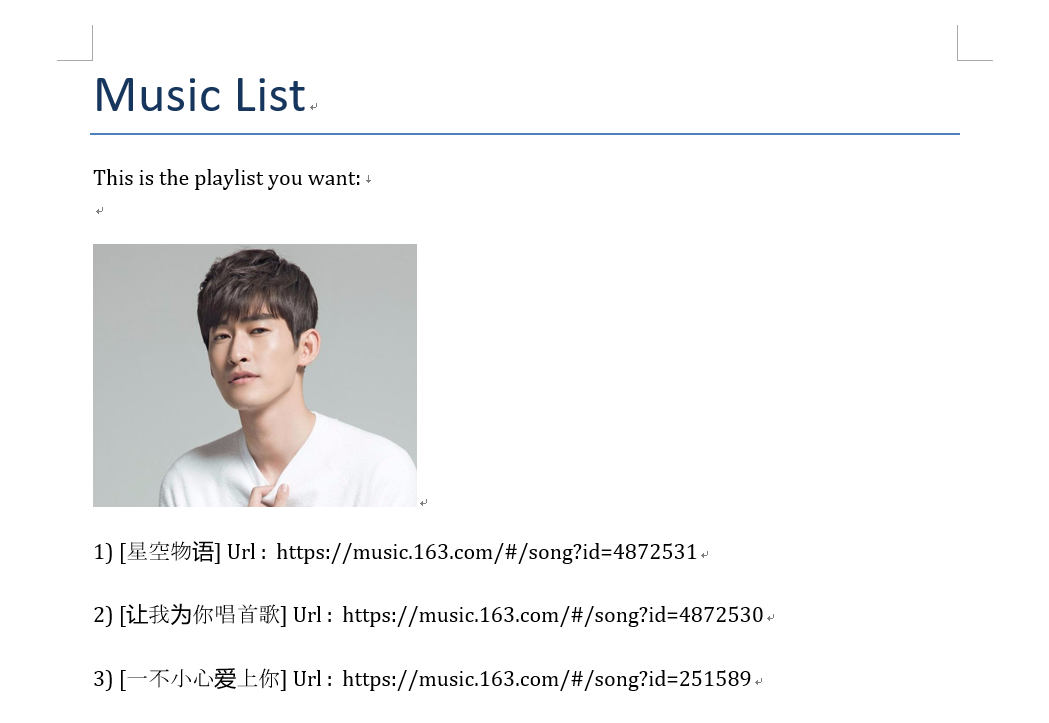 Music List
This is the playlist you want:
1) [星空物语] Url :  https://music.163.com/#/song?id=4872531
2) [让我为你唱首歌] Url :  https://music.163.com/#/song?id=4872530
3) [一不小心爱上你] Url :  https://music.163.com/#/song?id=251589